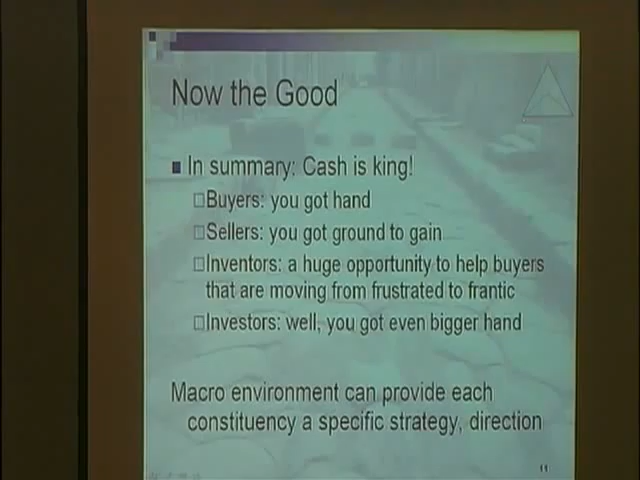 Now the Good
In summary: Cash is king!
Buyers: you got hand
Sellers: you got ground to gain
Inventors: a huge opportunity to help buyers
that are moving from frustrated to frantic
Investors: well, you got even bigger hand
Macro environment can provide each
constituency a specific strategy, direction
11